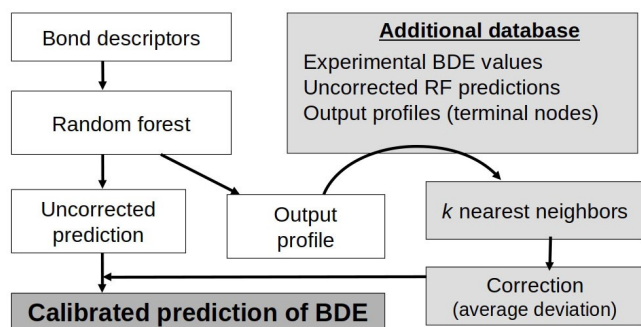 Bond descriptors
Random forest
Uncorrected
prediction
Output
profile
Additional database
Experimental BDE values
Uncorrected RF predictions
Output profiles (terminal nodes)
k nearest neighbors
Correction
(average deviation)
Calibrated prediction of BDE